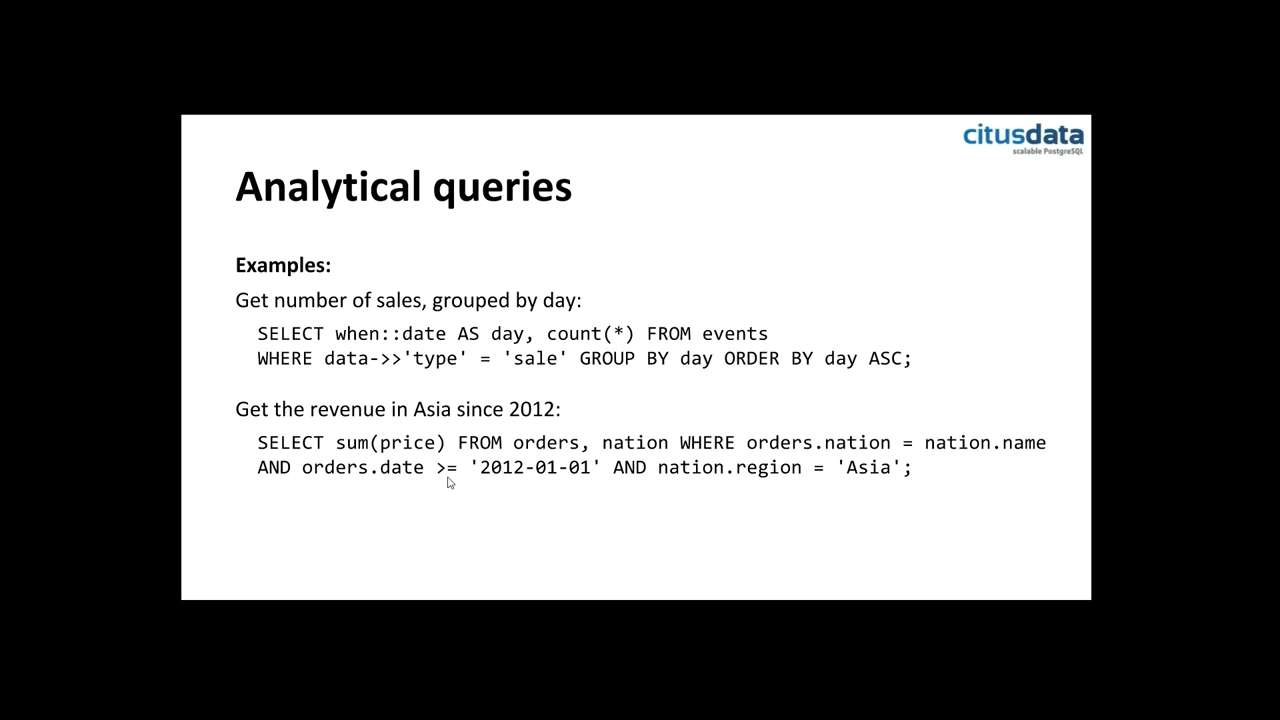 citusdata
scalable PostgreSQL
Analytical queries
Examples:
Get number of sales, grouped by day:
SELECT when::date AS day, count(*) FROM events
WHERE data->>'type' = 'sale' GROUP BY day ORDER BY day ASC;
Get the revenue in Asia since 2012:
SELECT sum(price) FROM orders, nation WHERE orders.nation = nation.name
AND orders.date >= '2012-01-01' AND nation.region = 'Asia';